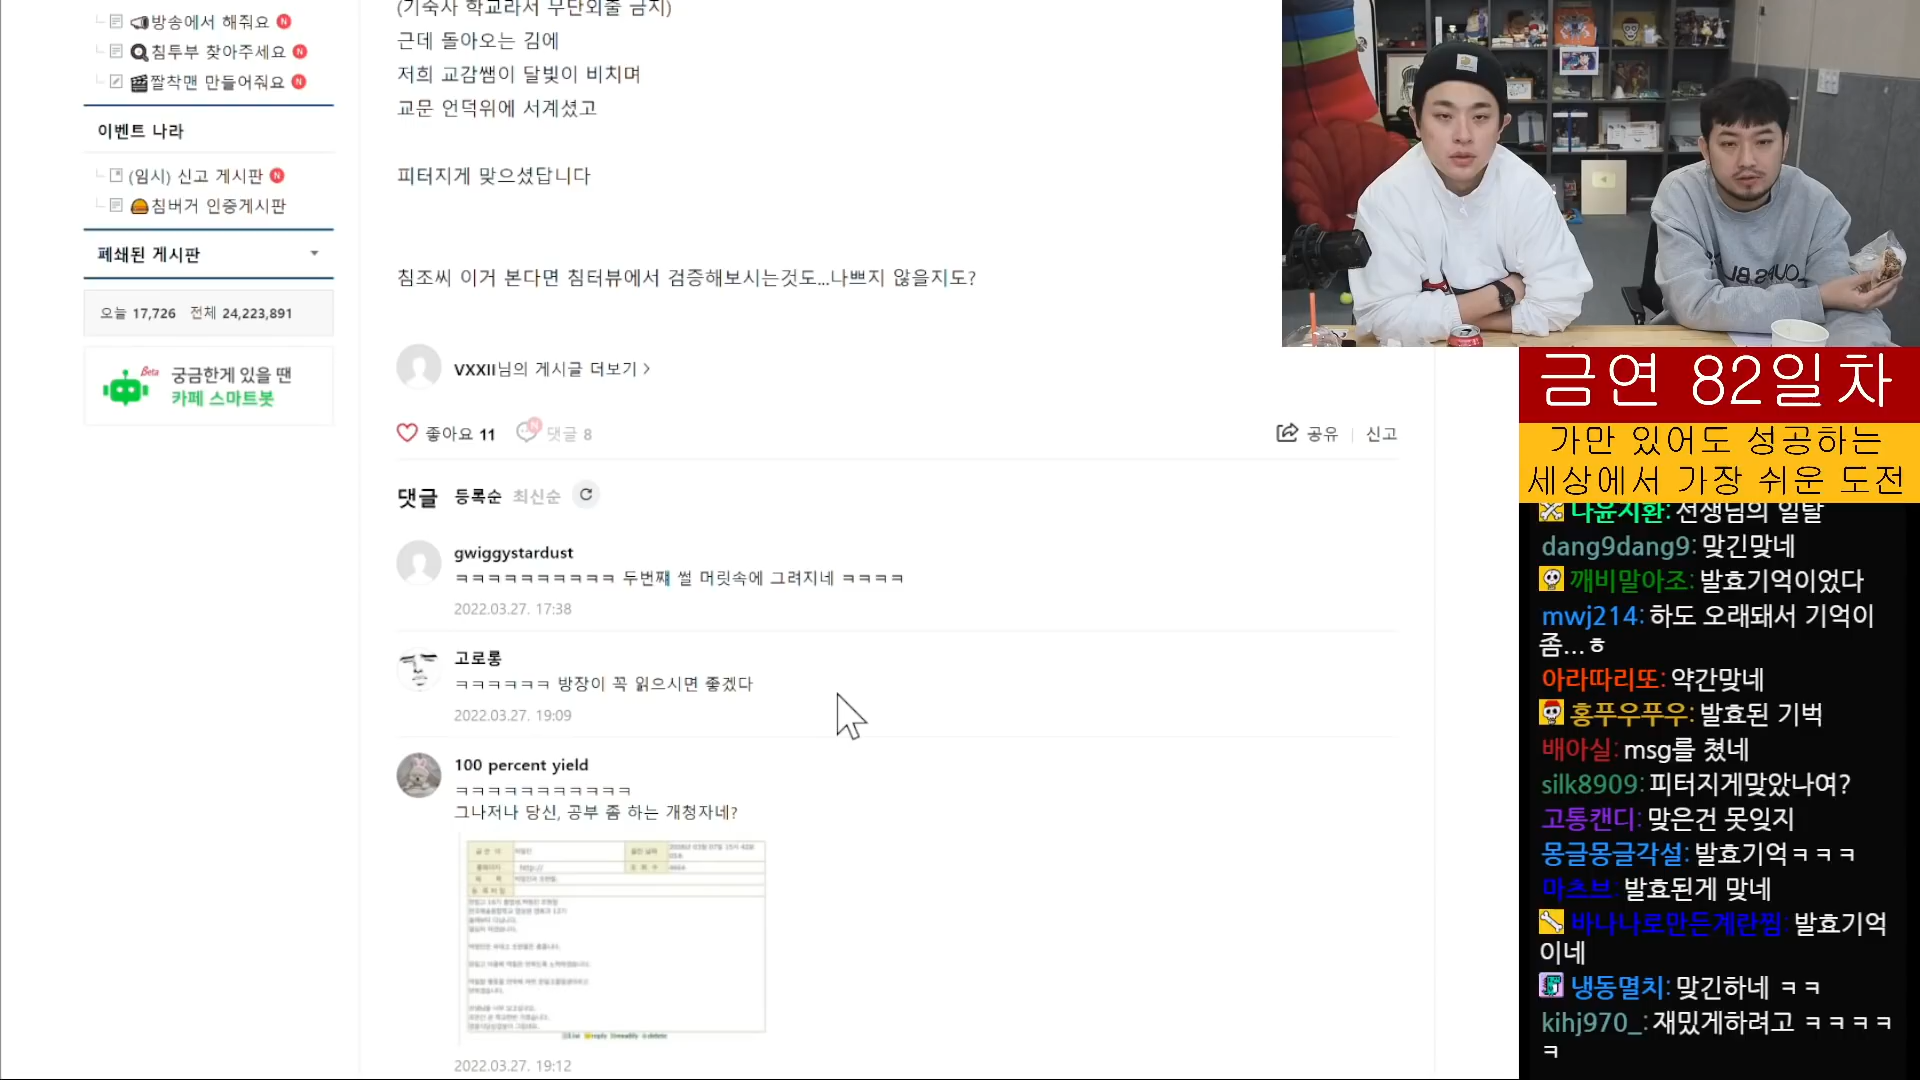 방송에서 해줘요
침투부 찾아주세요
짤착맨 만들어줘요
이벤트 나라
(임시) 신고 게시판
침버거 인증게시판
폐쇄된 게시판
오늘 17,726 전체 24,223,891
Beta
궁금한게 있을 땐
카페 스마트봇
(기숙사 학교라서 무단외출 금지)
근데 돌아오는 김에
저희 교감쌤이 달빛이 비치며
교문 언덕위에 서계셨고
피터지게 맞으셨답니다
침조씨 이거 본다면 침터뷰에서 검증해보시는것도...나쁘지 않을지도?
VXXII님의 게시글 더보기 >
좋아요 11 댓글 8
공유 신고
댓글 등록순 최신순
gwiggystardust
ㅋㅋㅋㅋㅋㅋㅋㅋㅋㅋ 두번째 썰 머릿속에 그려지네 ㅋㅋㅋㅋ
2022.03.27. 17:38
고로롱
ㅋㅋㅋㅋㅋㅋ 방장이 꼭 읽으시면 좋겠다
2022.03.27. 19:09
100 percent yield
ㅋㅋㅋㅋㅋㅋㅋㅋㅋㅋㅋ
그나저나 당신, 공부 좀 하는 개청자네?
2022.03.27. 19:12
금연 82일차
가만 있어도 성공하는
세상에서 가장 쉬운 도전
나윤지환: 선생님의 일탈
dang9dang9: 맞긴맞네
깨비말아조: 발효기억이었다
mwj214: 하도 오래돼서 기억이
좀...ㅎ
아라따리또: 약간맞네
홍푸우푸우: 발효된 기벅
배아실: msg를 쳤네
silk8909: 피터지게맞았나여?
고통캔디: 맞은건 못잊지
몽글몽글각설: 발효기억ㅋㅋㅋ
마츠브: 발효된게 맞네
바나나로만든계란찜: 발효기억
이네
냉동멸치: 맞긴하네 ㅋㅋ
kihj970_: 재밌게하려고 ㅋㅋㅋㅋ
ㅋ